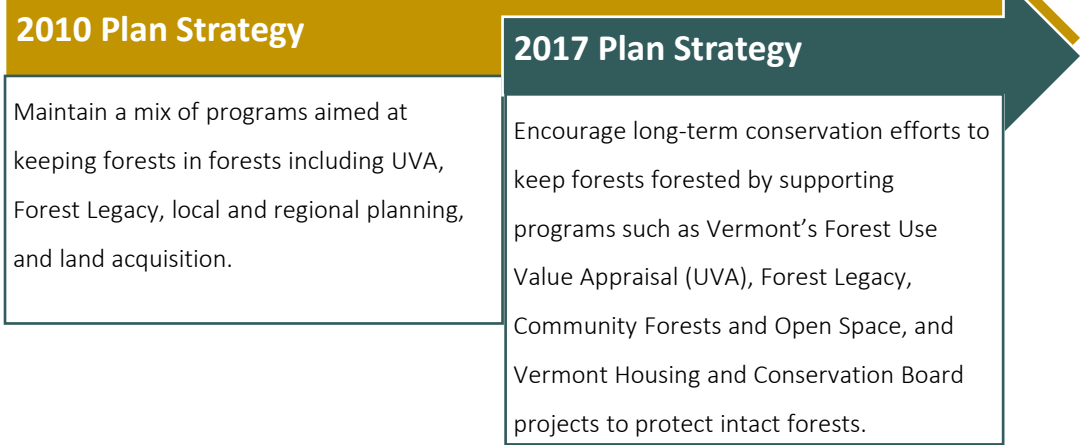 2010 Plan Strategy
Maintain a mix of programs aimed at
keeping forests in forests including UVA,
Forest Legacy, local and regional planning,
and land acquisition.
2017 Plan Strategy
Encourage long-term conservation efforts to
keep forests forested by supporting
programs such as Vermont’s Forest Use
Value Appraisal (UVA), Forest Legacy,
Community Forests and Open Space, and
Vermont Housing and Conservation Board
projects to protect intact forests.